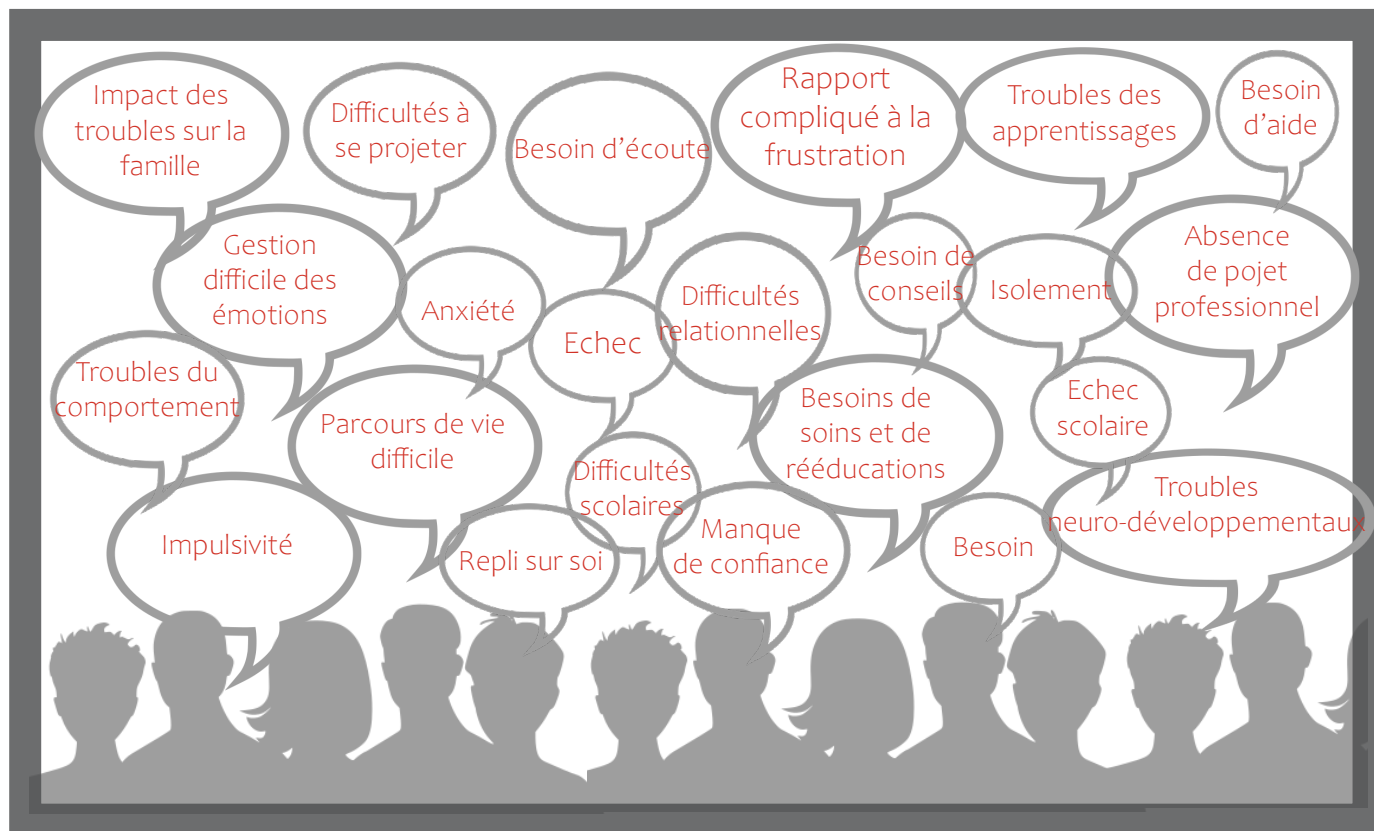 Impact des
troubles sur la
famille
Difficultés à
se projeter
Besoin d'écoute
Rapport
compliqué à la
frustration
Troubles des
apprentissages
Besoin
d'aide
Gestion
difficile des
émotions
Anxiété
Echec
Difficultés
relationnelles
Besoin de
conseils
Isolement
Absence
de pojet
professionnel
Troubles du
comportement
Parcours de vie
difficile
Difficultés
scolaires
Besoins de
soins et de
rééducations
Echec
scolaire
Impulsivité
Repli sur soi
Manque
de confiance
Besoin
Troubles
neuro-développementaux